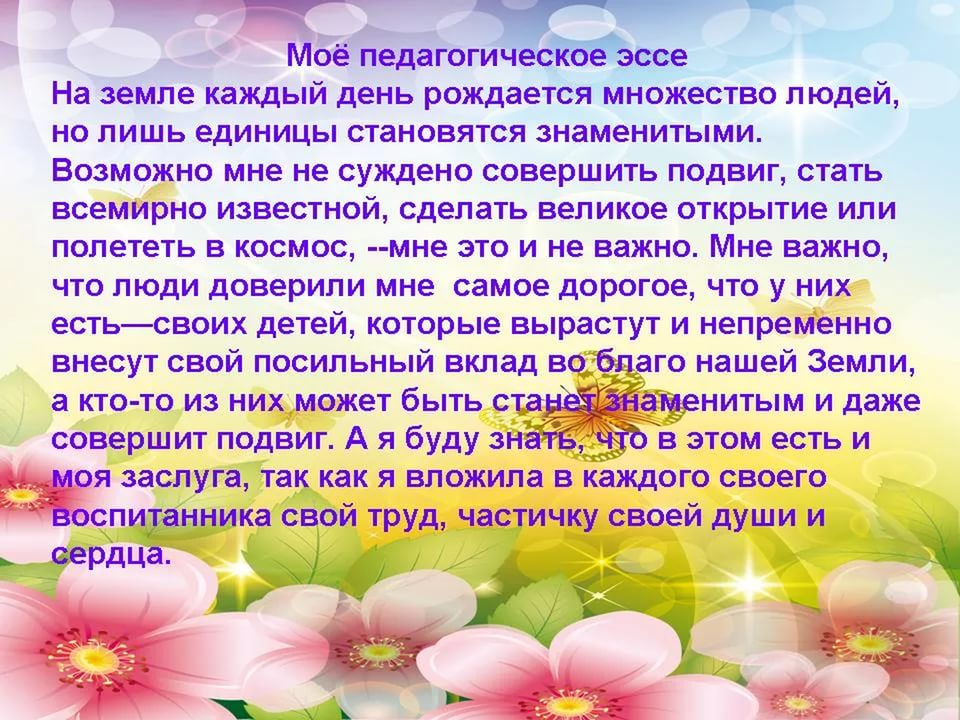 Моё педагогическое эссе
На земле каждый день рождается множество людей,
но лишь единицы становятся знаменитыми.
Возможно мне не суждено совершить подвиг, стать
всемирно известной, сделать великое открытие или
полететь в космос, --мне это и не важно. Мне важно,
что люди доверили мне  самое дорогое, что у них
есть—своих детей, которые вырастут и непременно
внесут свой посильный вклад во благо нашей Земли,
а кто-то из них может быть станет знаменитым и даже
совершит подвиг. А я буду знать, что в этом есть и
моя заслуга, так как я вложила в каждого своего
воспитанника свой труд, частичку своей души и
сердца.